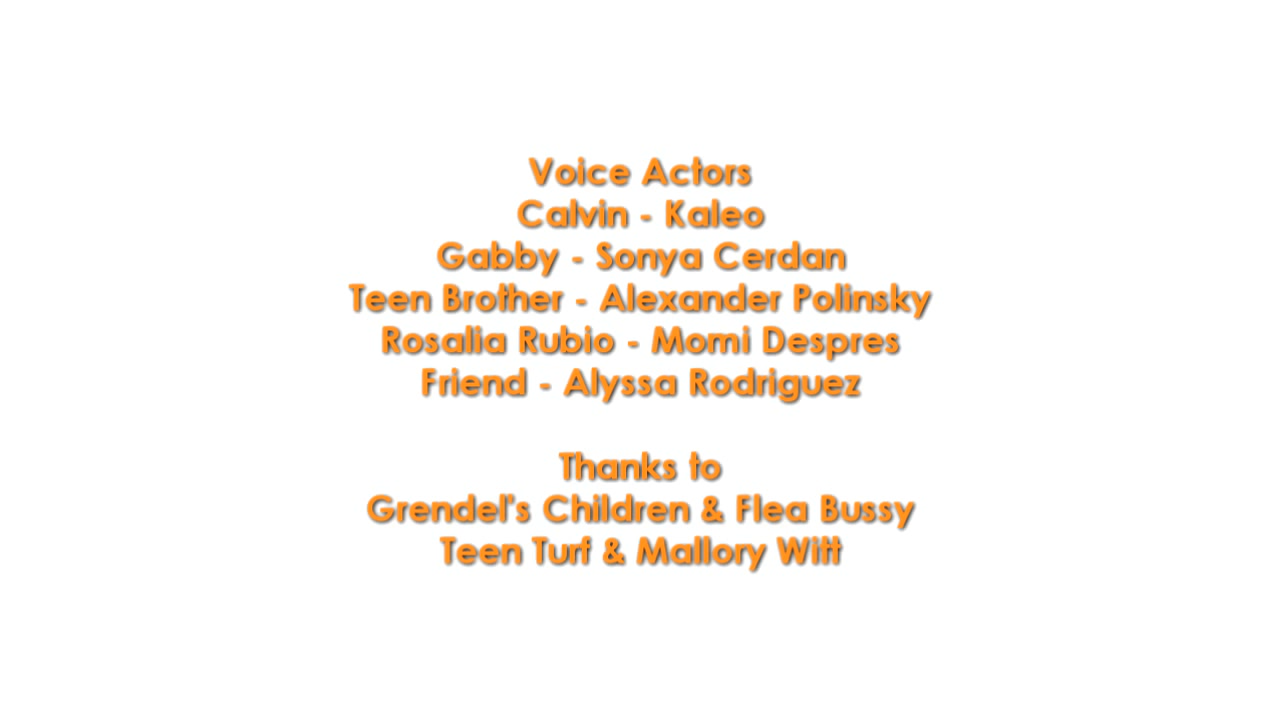 Voice Actors
Calvin - Kaleo
Gabby - Sonya Cerdan
Teen Brother - Alexander Polinsky
Rosalia Rubio - Momi Despres
Friend - Alyssa Rodriguez
Thanks to
Grendel's Children & Flea Bussy
Teen Turf & Mallory Witt